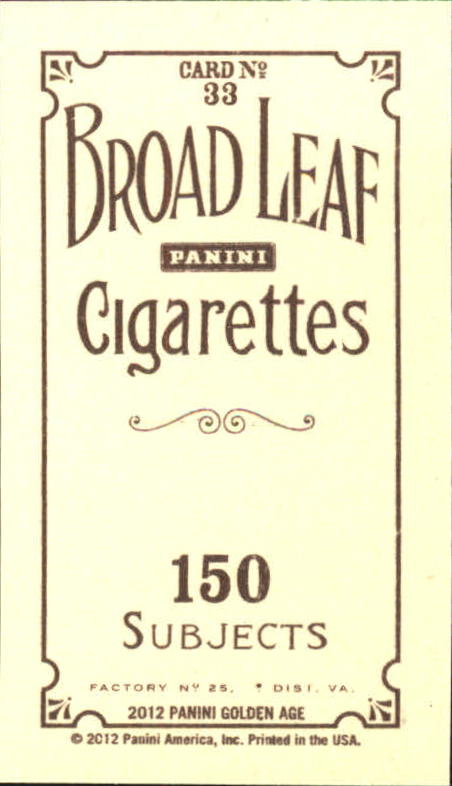 CARD Nº
33
BROAD LEAF
PANINI
Cigarettes
150
SUBJECTS
FACTORY Nº 25, DIST. VA.
2012 PANINI GOLDEN AGE
© 2012 Panini America, Inc. Printed in the USA.